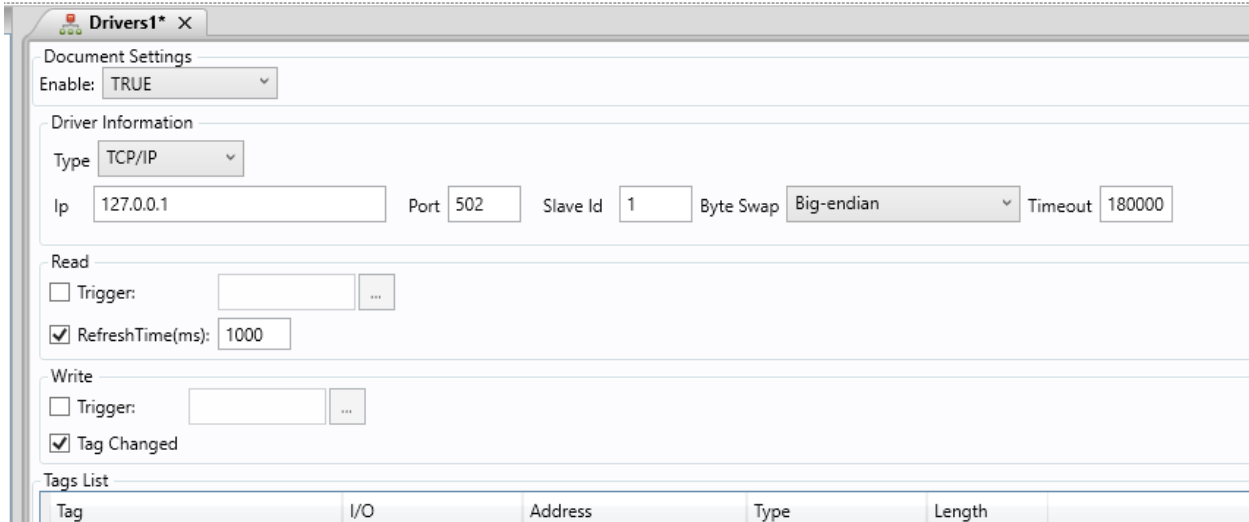 Drivers1* X
Document Settings
Enable: TRUE
Driver Information
Type TCP/IP
Ip 127.0.0.1 Port 502 Slave Id 1 Byte Swap Big-endian Timeout 180000
Read
Trigger: ...
RefreshTime(ms): 1000
Write
Trigger: ...
Tag Changed
Tags List
Tag I/O Address Type Length